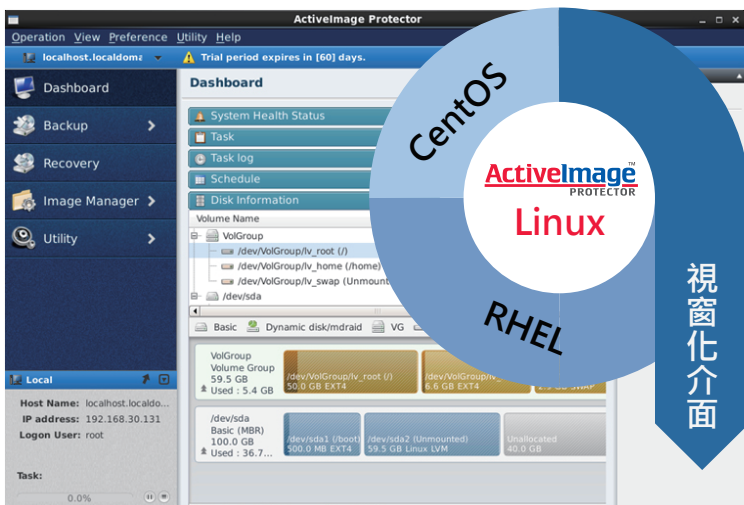 ActiveImage Protector
Operation View Preference Utility Help
localhost.localdoma
Trial period expires in [60] days.
Dashboard
Backup
Recovery
Image Manager
Utility
Dashboard
System Health Status
Task
Task log
Schedule
Disk Information
Volume Name
VolGroup
/dev/VolGroup/lv_root (/)
/dev/VolGroup/lv_home (/home)
/dev/VolGroup/lv_swap (Unmount
/dev/sda
Basic Dynamic disk/mdraid VG
VolGroup
Volume Group
59.5 GB
Used : 5.4 GB
/dev/VolGroup/lv_root (/)
50.0 GB EXT4
/dev/VolGroup/lv
6.6 GB EXT4
/dev/sda
Basic (MBR)
100.0 GB
Used : 36.7...
/dev/sda1 (/boot)
500.0 MB EXT4
/dev/sda2 (Unmounted)
59.5 GB Linux LVM
Unallocated
40.0 GB
Local
Host Name: localhost.localdo...
IP address: 192.168.30.131
Logon User: root
Task:
0.0%
CentOS
RHEL
ActiveImage™
PROTECTOR
Linux
視窗化介面